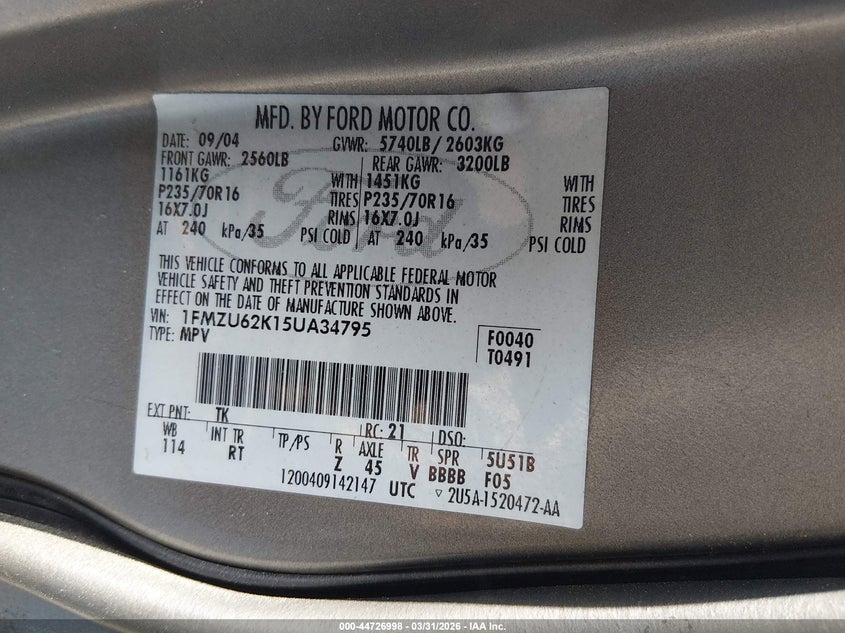 MFD. BY FORD MOTOR CO.
DATE: 09/04 GVWR: 5740LB/ 2603KG
FRONT GAWR: 2560LB REAR GAWR: 3200LB
1161KG WITH 1451KG WITH
P235/70R16 TIRES P235/70R16 TIRES
16X7.0J RIMS 16X7.0J RIMS
AT 240 kPa/35 PSI COLD AT 240 kPa/35 PSI COLD
Ford
THIS VEHICLE CONFORMS TO ALL APPLICABLE FEDERAL MOTOR
VEHICLE SAFETY AND THEFT PREVENTION STANDARDS IN
EFFECT ON THE DATE OF MANUFACTURE SHOWN ABOVE.
VIN: 1FMZU62K15UA34795
TYPE: MPV
F0040
T0491
EXT PNT: TK RC: 21 DSO:
WB INT TR TP/PS R AXLE TR SPR 5U51B
114 RT Z 45 V BBBB F05
1200409142147 UTC ▿ 2U5A-1520472-AA
000-44726998 - 03/31/2026 - IAA Inc.